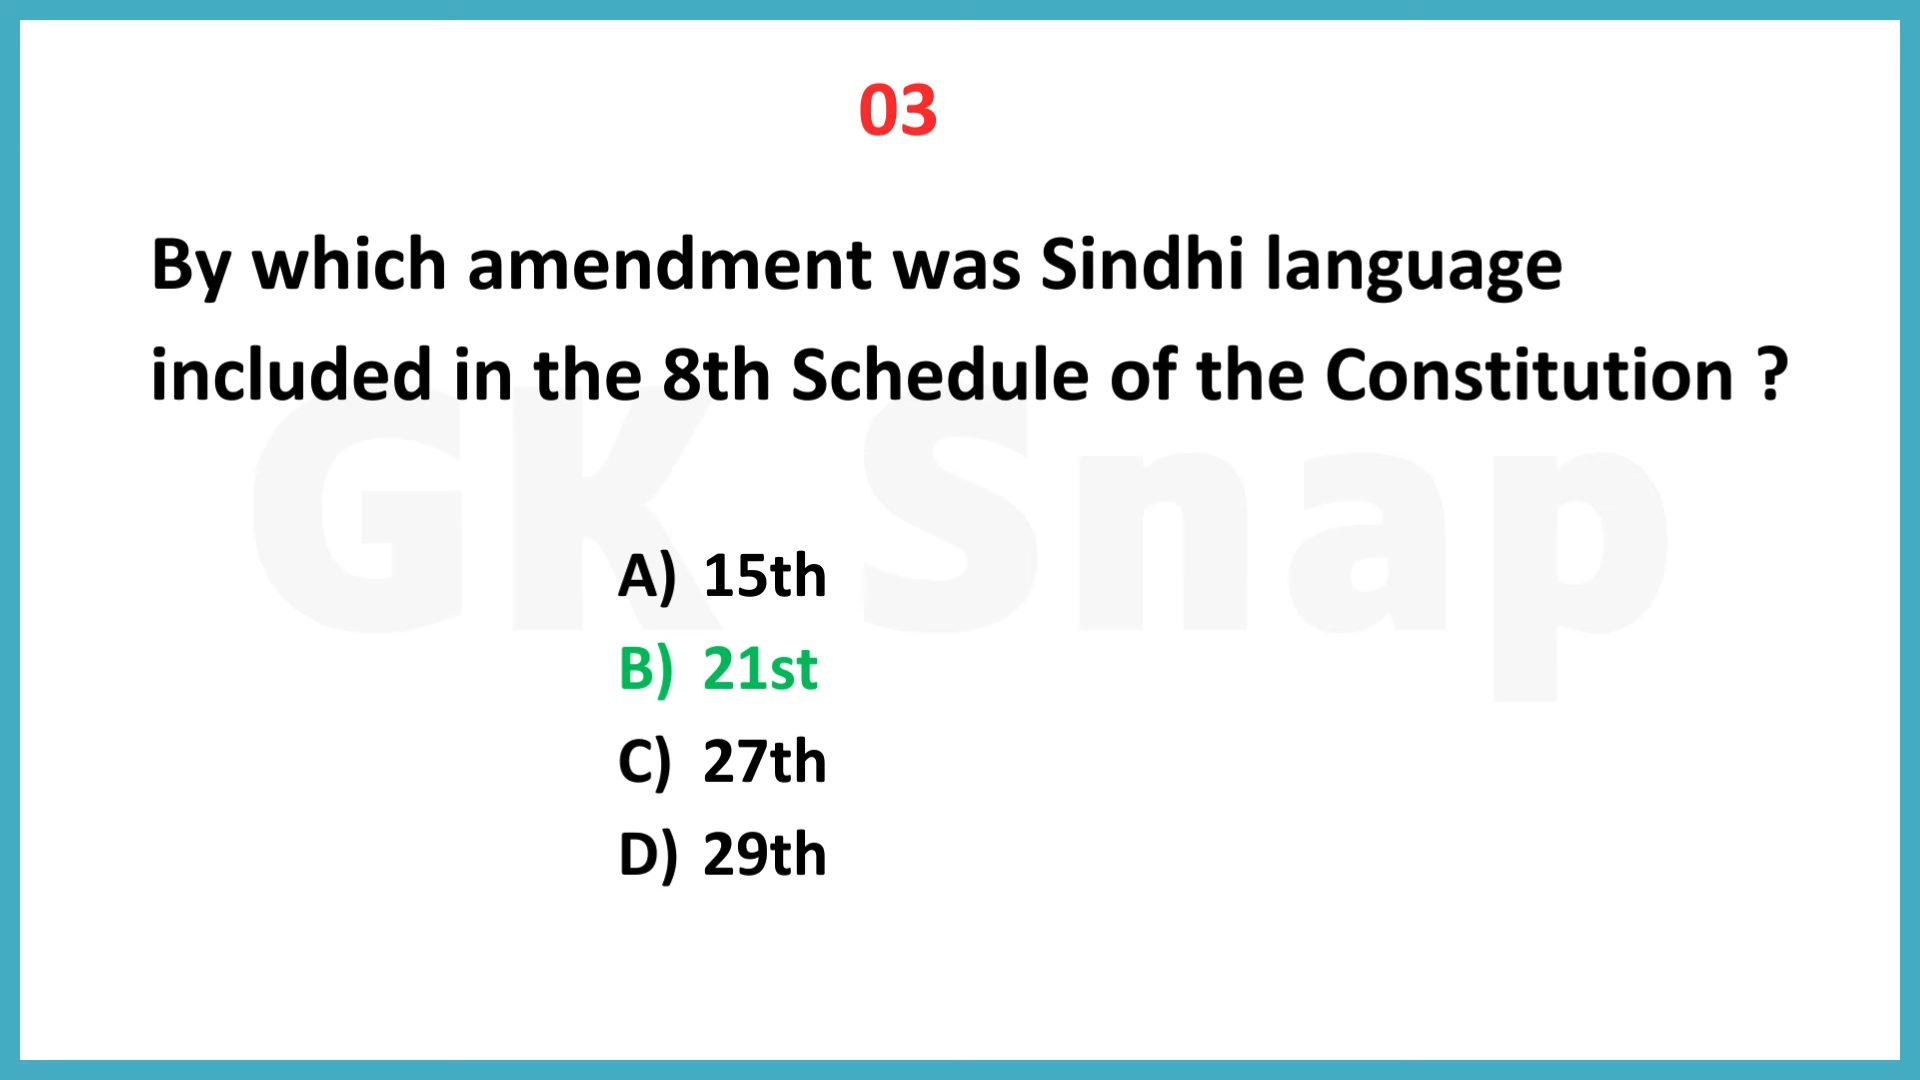 03
By which amendment was Sindhi language
included in the 8th Schedule of the Constitution ?
GK Snap
A) 15th
B) 21st
C) 27th
D) 29th